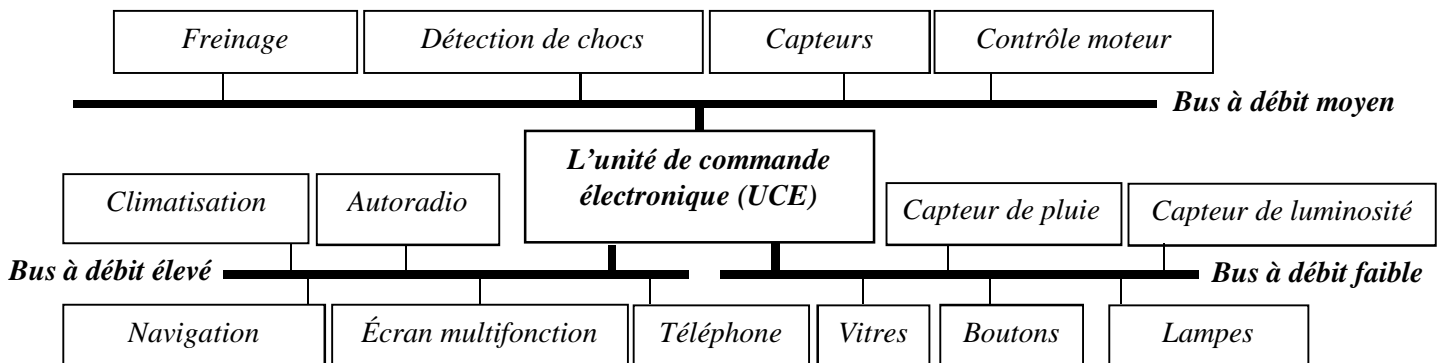 Freinage
Détection de chocs
Capteurs
Contrôle moteur
Bus à débit moyen
L'unité de commande
électronique (UCE)
Climatisation
Autoradio
Capteur de pluie
Capteur de luminosité
Bus à débit élevé
Bus à débit faible
Navigation
Écran multifonction
Téléphone
Vitres
Boutons
Lampes